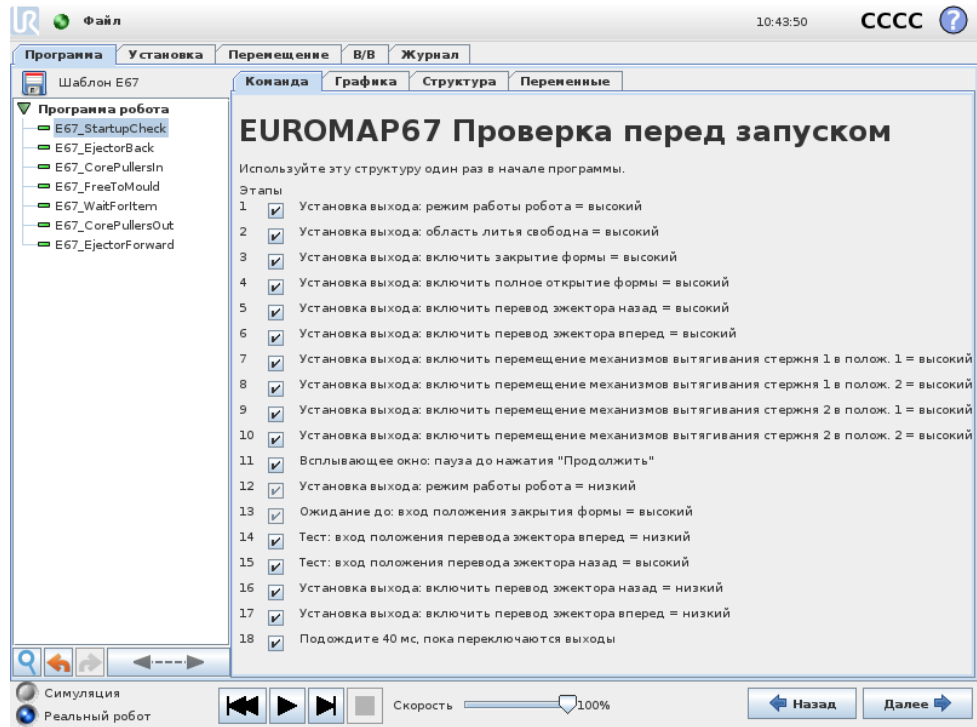 UR Файл 10:43:50 CCCC ?
Программа Установка Перемещение В/В Журнал
Шаблон E67
Программа робота
E67_StartupCheck
E67_EjectorBack
E67_CorePullersIn
E67_FreeToMould
E67_WaitForItem
E67_CorePullersOut
E67_EjectorForward
Команда Графика Структура Переменные
EUROMAP67 Проверка перед запуском
Используйте эту структуру один раз в начале программы.
Этапы
1 Установка выхода: режим работы робота = высокий
2 Установка выхода: область литья свободна = высокий
3 Установка выхода: включить закрытие формы = высокий
4 Установка выхода: включить полное открытие формы = высокий
5 Установка выхода: включить перевод эжектора назад = высокий
6 Установка выхода: включить перевод эжектора вперед = высокий
7 Установка выхода: включить перемещение механизмов вытягивания стержня 1 в полож. 1 = высокий
8 Установка выхода: включить перемещение механизмов вытягивания стержня 1 в полож. 2 = высокий
9 Установка выхода: включить перемещение механизмов вытягивания стержня 2 в полож. 1 = высокий
10 Установка выхода: включить перемещение механизмов вытягивания стержня 2 в полож. 2 = высокий
11 Всплывающее окно: пауза до нажатия "Продолжить"
12 Установка выхода: режим работы робота = низкий
13 Ожидание до: вход положения закрытия формы = высокий
14 Тест: вход положения перевода эжектора вперед = низкий
15 Тест: вход положения перевода эжектора назад = высокий
16 Установка выхода: включить перевод эжектора назад = низкий
17 Установка выхода: включить перевод эжектора вперед = низкий
18 Подождите 40 мс, пока переключаются выходы
Симуляция
Реальный робот
Скорость 100%
Назад Далее